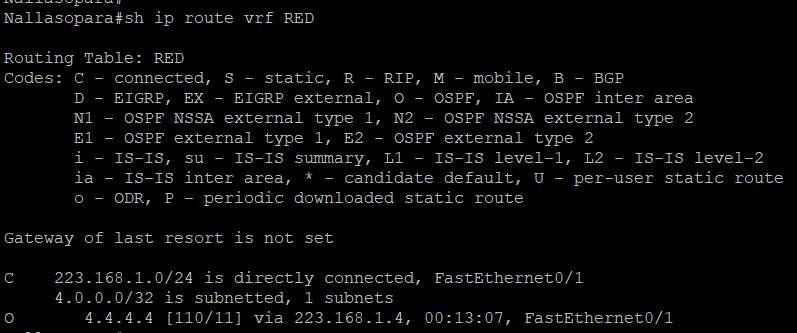 Nallasopara#
Nallasopara#sh ip route vrf RED
Routing Table: RED
Codes: C - connected, S - static, R - RIP, M - mobile, B - BGP
D - EIGRP, EX - EIGRP external, O - OSPF, IA - OSPF inter area
N1 - OSPF NSSA external type 1, N2 - OSPF NSSA external type 2
E1 - OSPF external type 1, E2 - OSPF external type 2
i - IS-IS, su - IS-IS summary, L1 - IS-IS level-1, L2 - IS-IS level-2
ia - IS-IS inter area, * - candidate default, U - per-user static route
o - ODR, P - periodic downloaded static route
Gateway of last resort is not set
C 223.168.1.0/24 is directly connected, FastEthernet0/1
4.0.0.0/32 is subnetted, 1 subnets
O 4.4.4.4 [110/11] via 223.168.1.4, 00:13:07, FastEthernet0/1